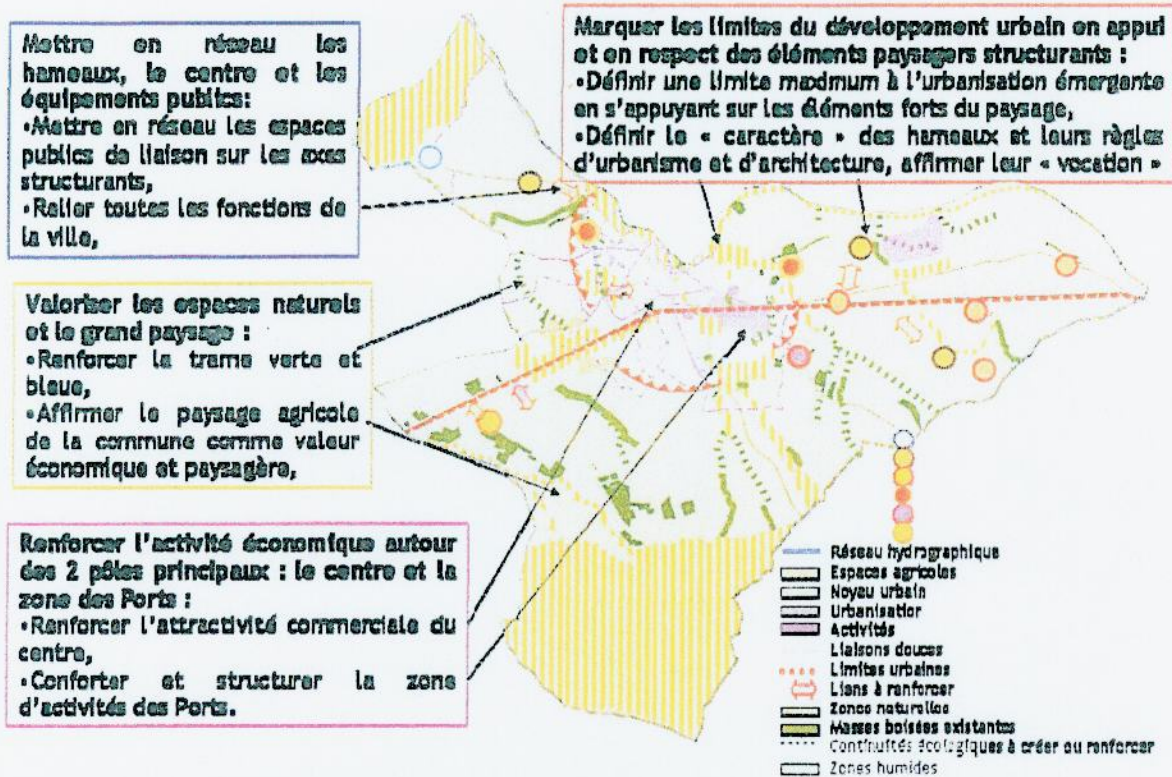 Mettre en réseau les
hameaux, le centre et les
équipements publics:
•Mettre en réseau les espaces
publics de liaison sur les axes
structurants,
•Relier toutes les fonctions de
la ville,
Marquer les limites du développement urbain en appui
et en respect des éléments paysagers structurants :
•Définir une limite maximum à l'urbanisation émergente
en s'appuyant sur les éléments forts du paysage,
•Définir le « caractère » des hameaux et leurs règles
d'urbanisme et d'architecture, affirmer leur « vocation »
Valoriser les espaces naturels
et le grand paysage :
•Renforcer la trame verte et
bleue,
•Affirmer le paysage agricole
de la commune comme valeur
économique et paysagère,
Renforcer l'activité économique autour
des 2 pôles principaux : le centre et la
zone des Ports :
•Renforcer l'attractivité commerciale du
centre,
•Conforter et structurer la zone
d'activités des Ports.
Réseau hydrographique
Espaces agricoles
Noyau urbain
Urbanisation
Activités
Liaisons douces
Limites urbaines
Liens à renforcer
Zones naturelles
Masses boisées existantes
Continuités écologiques à créer ou renforcer
Zones humides